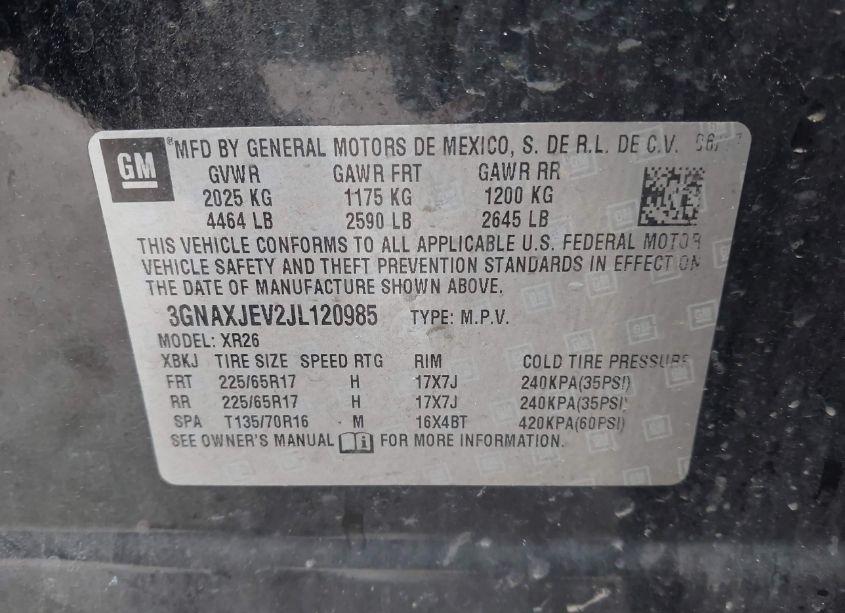 GM
® MFD BY GENERAL MOTORS DE MEXICO, S. DE R.L. DE C.V.
GVWR GAWR FRT GAWR RR
2025 KG 1175 KG 1200 KG
4464 LB 2590 LB 2645 LB
THIS VEHICLE CONFORMS TO ALL APPLICABLE U.S. FEDERAL MOTOR
VEHICLE SAFETY AND THEFT PREVENTION STANDARDS IN EFFECT ON
THE DATE OF MANUFACTURE SHOWN ABOVE.
3GNAXJEV2JL120985 TYPE: M.P.V.
MODEL: XR26
XBKJ TIRE SIZE SPEED RTG RIM COLD TIRE PRESSURE
FRT 225/65R17 H 17X7J 240KPA(35PSI)
RR 225/65R17 H 17X7J 240KPA(35PSI)
SPA T135/70R16 M 16X4BT 420KPA(60PSI)
SEE OWNER'S MANUAL FOR MORE INFORMATION.